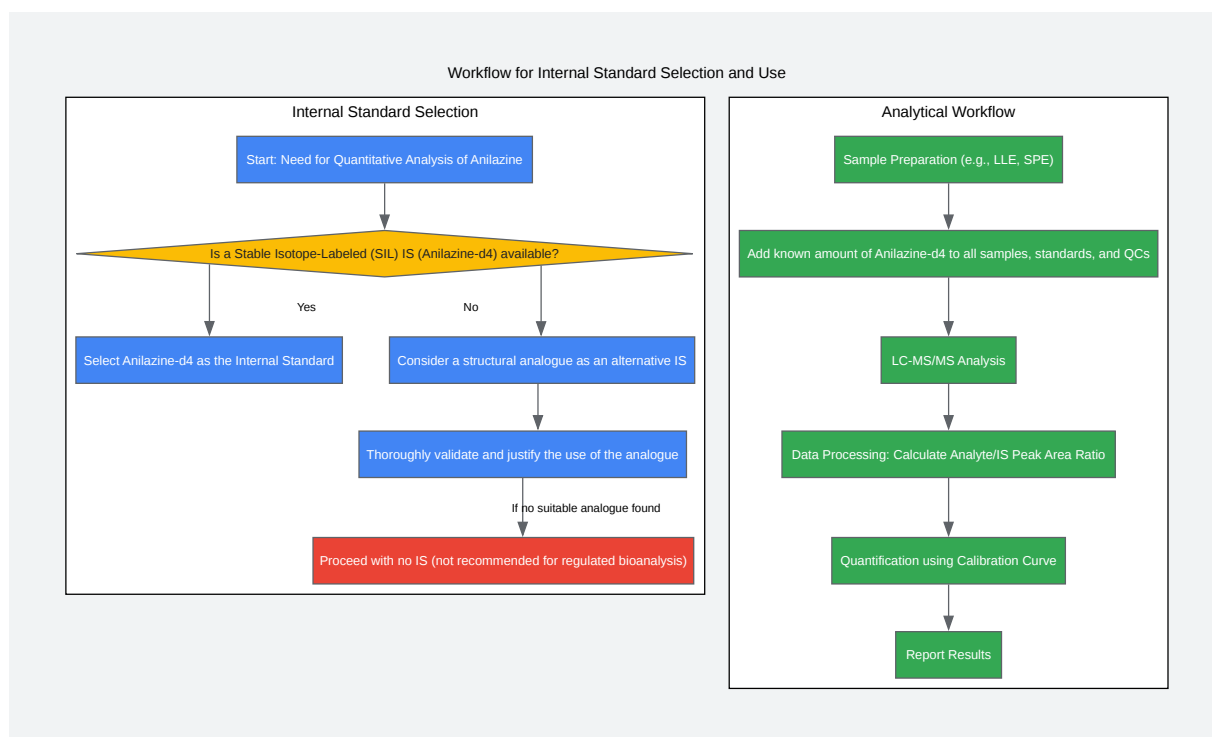 Workflow for Internal Standard Selection and Use
Internal Standard Selection
Start: Need for Quantitative Analysis of Anilazine
Is a Stable Isotope-Labeled (SIL) IS (Anilazine-d4) available?
Yes
No
Select Anilazine-d4 as the Internal Standard
Consider a structural analogue as an alternative IS
Thoroughly validate and justify the use of the analogue
If no suitable analogue found
Proceed with no IS (not recommended for regulated bioanalysis)
Analytical Workflow
Sample Preparation (e.g., LLE, SPE)
Add known amount of Anilazine-d4 to all samples, standards, and QCs
LC-MS/MS Analysis
Data Processing: Calculate Analyte/IS Peak Area Ratio
Quantification using Calibration Curve
Report Results